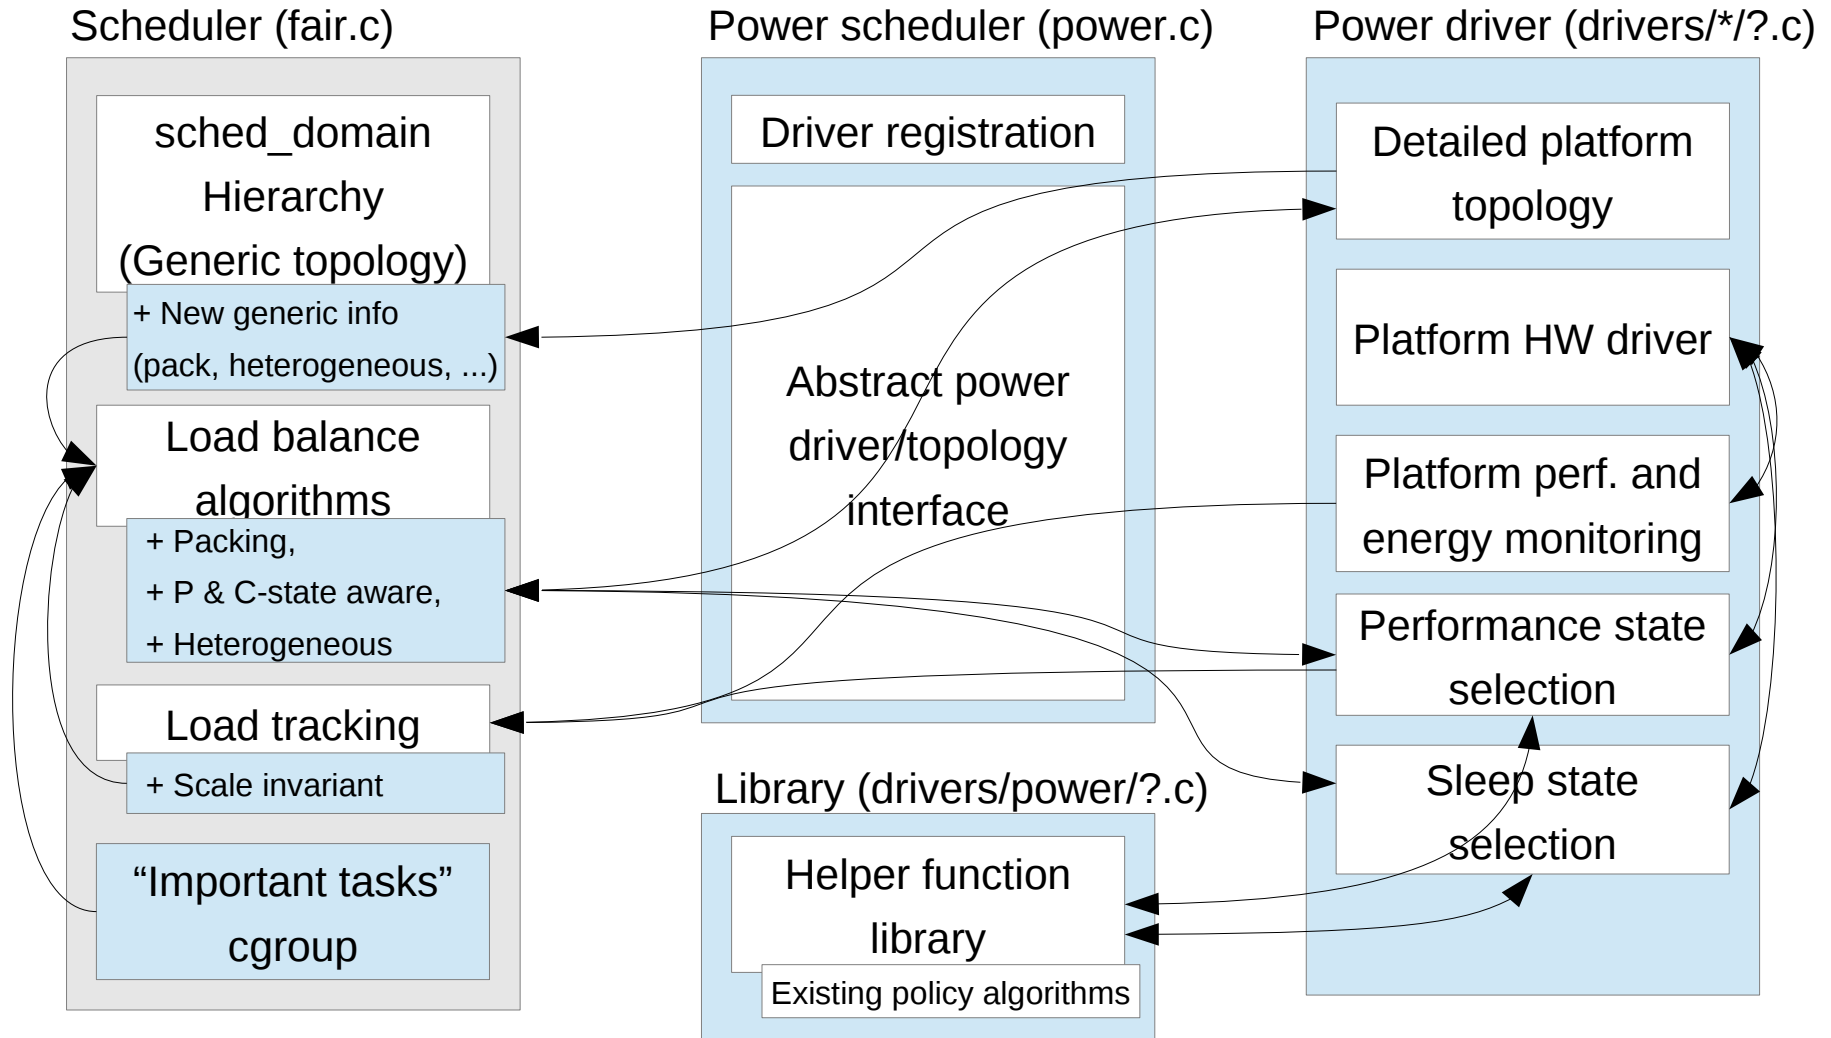 Scheduler (fair.c)
sched_domain
Hierarchy
(Generic topology)
+ New generic info
(pack, heterogeneous, ...)
Load balance
algorithms
+ Packing,
+ P & C-state aware,
+ Heterogeneous
Load tracking
+ Scale invariant
“Important tasks”
cgroup
Power scheduler (power.c)
Driver registration
Abstract power
driver/topology
interface
Library (drivers/power/?.c)
Helper function
library
Existing policy algorithms
Power driver (drivers/*/?.c)
Detailed platform
topology
Platform HW driver
Platform perf. and
energy monitoring
Performance state
selection
Sleep state
selection